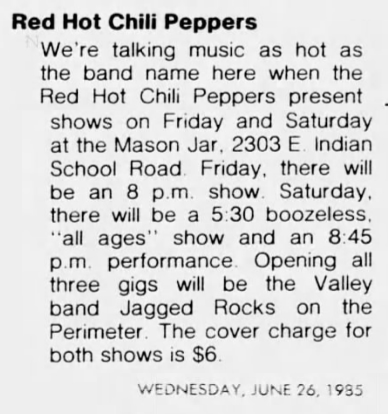 Red Hot Chili Peppers
We're talking music as hot as
the band name here when the
Red Hot Chili Peppers present
shows on Friday and Saturday
at the Mason Jar, 2303 E. Indian
School Road. Friday, there will
be an 8 p.m. show. Saturday,
there will be a 5:30 boozeless,
"all ages" show and an 8:45
p.m. performance. Opening all
three gigs will be the Valley
band Jagged Rocks on the
Perimeter. The cover charge for
both shows is $6.
WEDNESDAY, JUNE 26, 1985